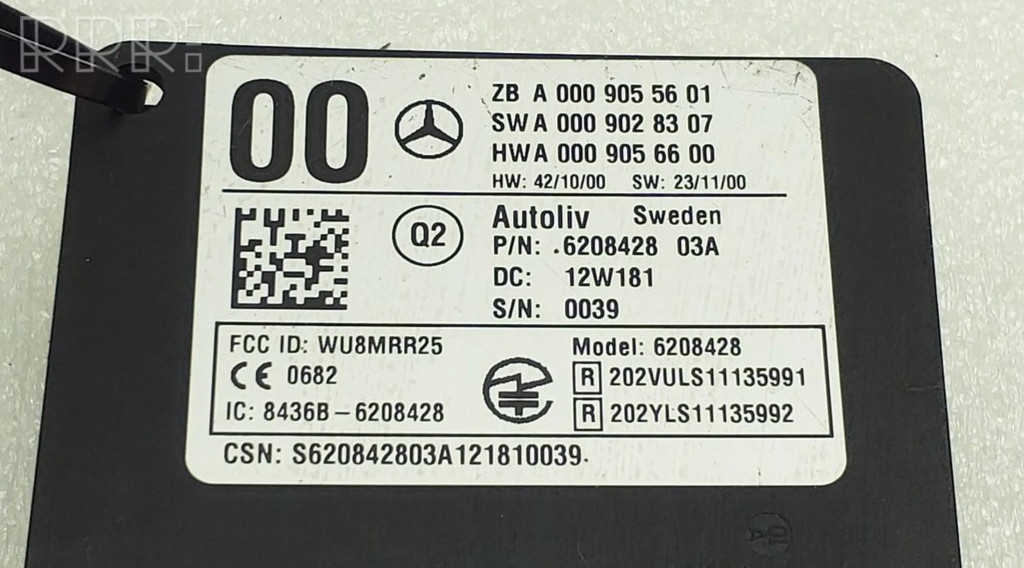 RRR:
00
ZB A 000 905 56 01
SW A 000 902 83 07
HW A 000 905 66 00
HW: 42/10/00 SW: 23/11/00
Q2
Autoliv Sweden
P/N: .6208428 03A
DC: 12W181
S/N: 0039
FCC ID: WU8MRR25
CE 0682
IC: 8436B-6208428
Model: 6208428
R 202VULS11135991
R 202YLS11135992
CSN: S620842803A121810039.